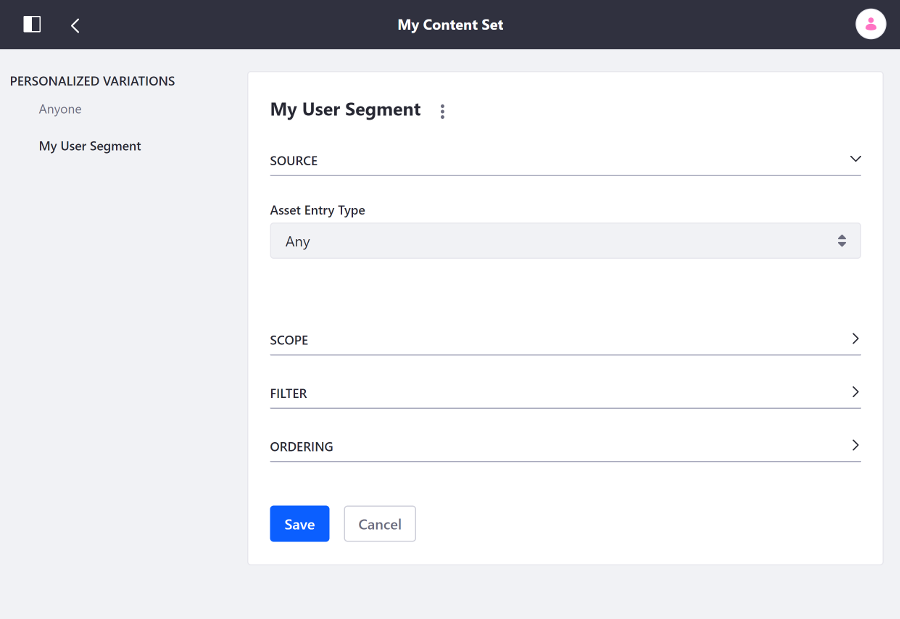 My Content Set
PERSONALIZED VARIATIONS
Anyone
My User Segment
My User Segment
SOURCE
Asset Entry Type
Any
SCOPE
FILTER
ORDERING
Save Cancel